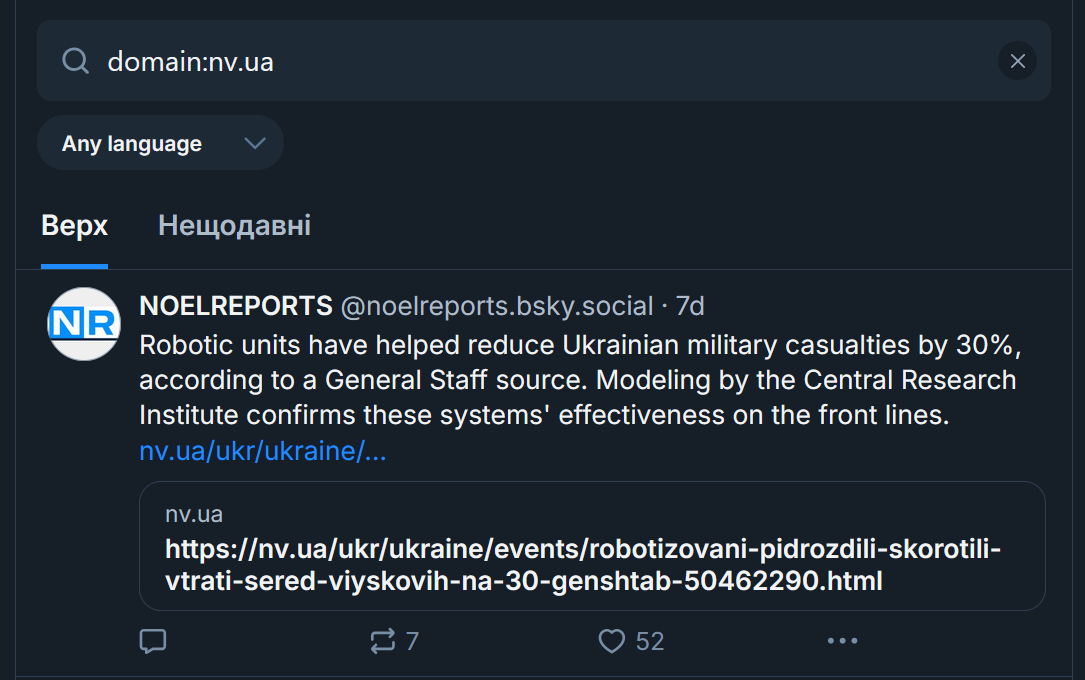 domain:nv.ua
Any language
Верх Нещодавні
NR
NOELREPORTS @noelreports.bsky.social · 7d
Robotic units have helped reduce Ukrainian military casualties by 30%,
according to a General Staff source. Modeling by the Central Research
Institute confirms these systems' effectiveness on the front lines.
nv.ua/ukr/ukraine/...
nv.ua
https://nv.ua/ukr/ukraine/events/robotizovani-pidrozdili-skorotili-
vtrati-sered-viyskovih-na-30-genshtab-50462290.html
7 52